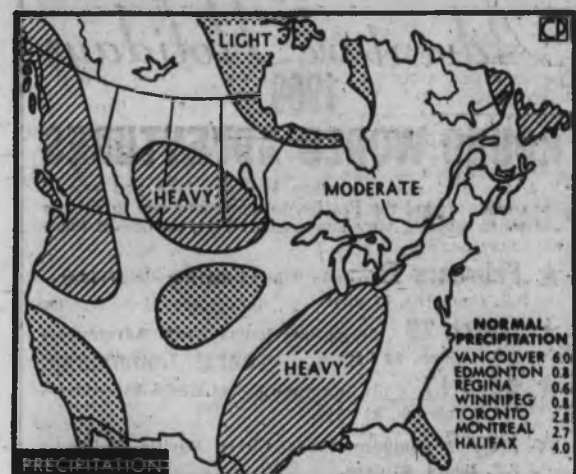 CP
LIGHT
HEAVY
MODERATE
HEAVY
NORMAL
PRECIPITATION
VANCOUVER 6.0
EDMONTON 0.8
REGINA 0.6
WINNIPEG 0.8
TORONTO 2.8
MONTREAL 2.7
HALIFAX 4.0
PRECIPITATION